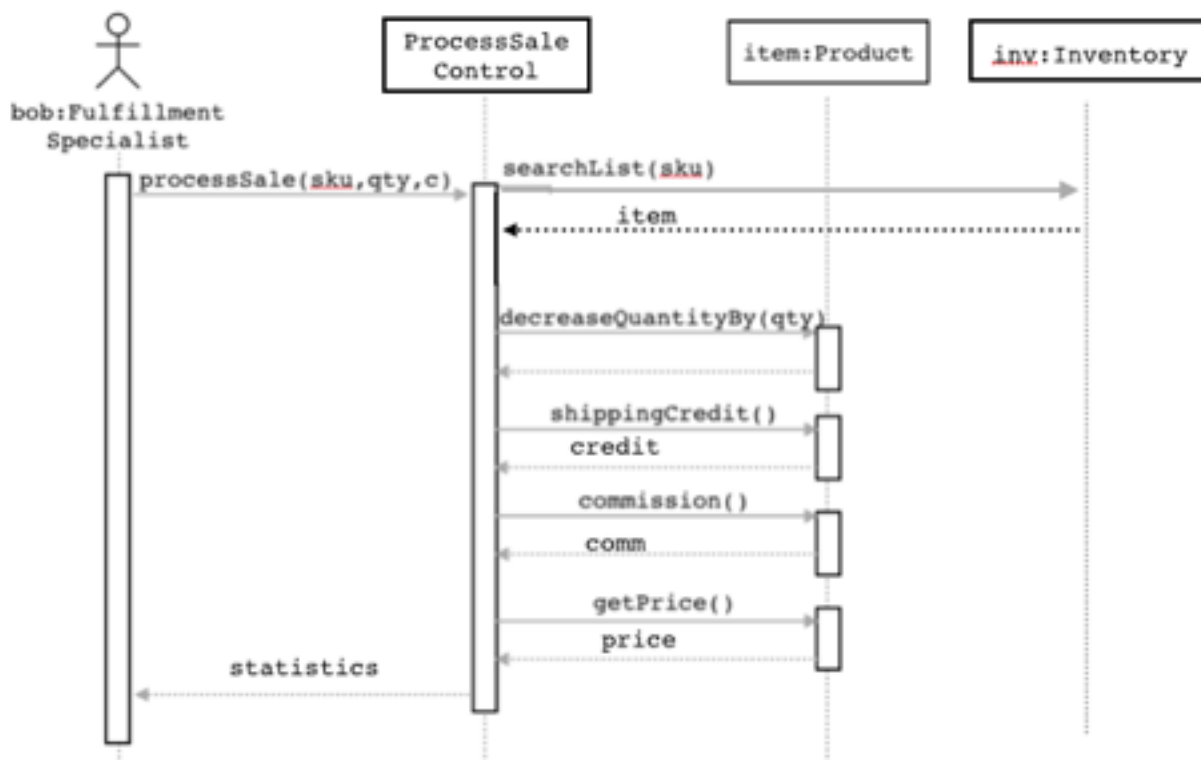 ProcessSale
Control
item:Product
inv:Inventory
bob:Fulfillment
Specialist
processSale(sku,qty,c)
searchList(sku)
item
decreaseQuantityBy(qty)
shippingCredit()
credit
commission()
comm
getPrice()
price
statistics